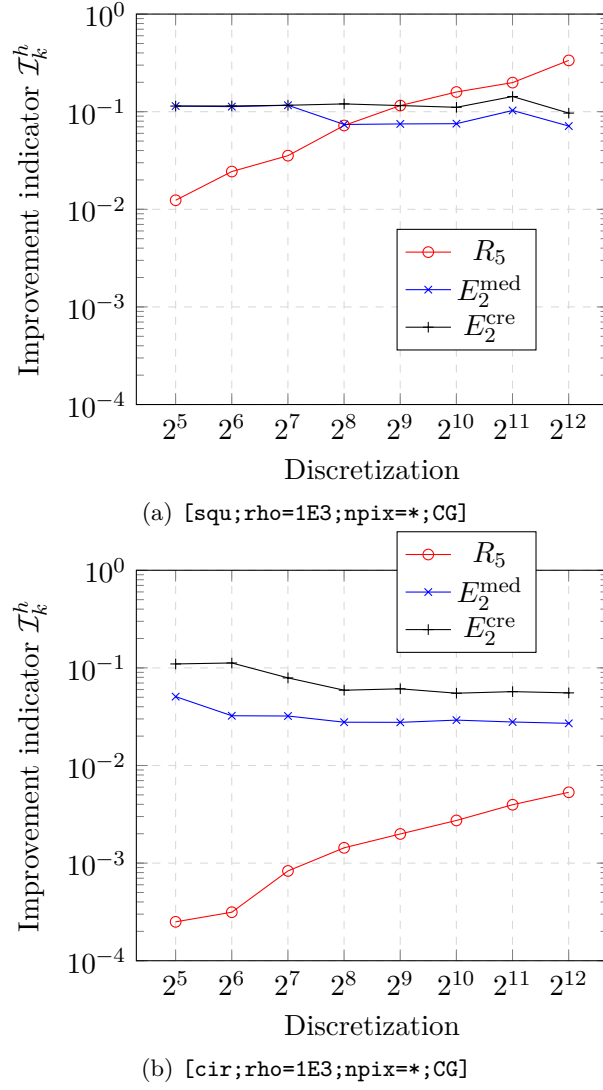 10^0
10^{-1}
10^{-2}
10^{-3}
10^{-4}
Improvement indicator \mathcal{I}_k^h
R_5
E_2^{med}
E_2^{cre}
2^5 2^6 2^7 2^8 2^9 2^{10} 2^{11} 2^{12}
Discretization
(a) [squ;rho=1E3;npix=*;CG]
R_5
E_2^{med}
E_2^{cre}
10^0
10^{-1}
10^{-2}
10^{-3}
10^{-4}
Improvement indicator \mathcal{I}_k^h
2^5 2^6 2^7 2^8 2^9 2^{10} 2^{11} 2^{12}
Discretization
(b) [cir;rho=1E3;npix=*;CG]